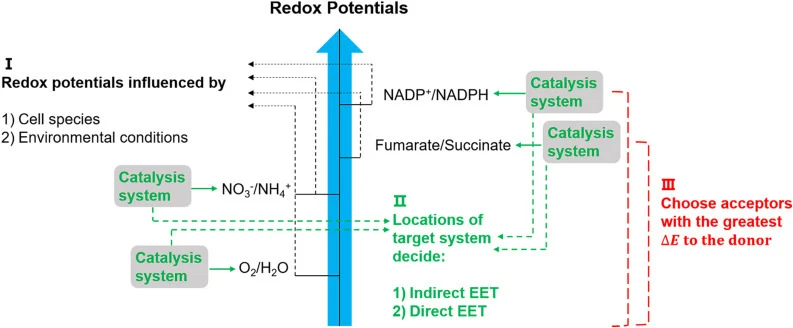 Redox Potentials
I
Redox potentials influenced by
1) Cell species
2) Environmental conditions
NADP⁺/NADPH
Catalysis
system
Fumarate/Succinate
Catalysis
system
Catalysis
system
NO₃⁻/NH₄⁺
Catalysis
system
O₂/H₂O
II
Locations of
target system
decide:
1) Indirect EET
2) Direct EET
III
Choose acceptors
with the greatest
ΔE to the donor